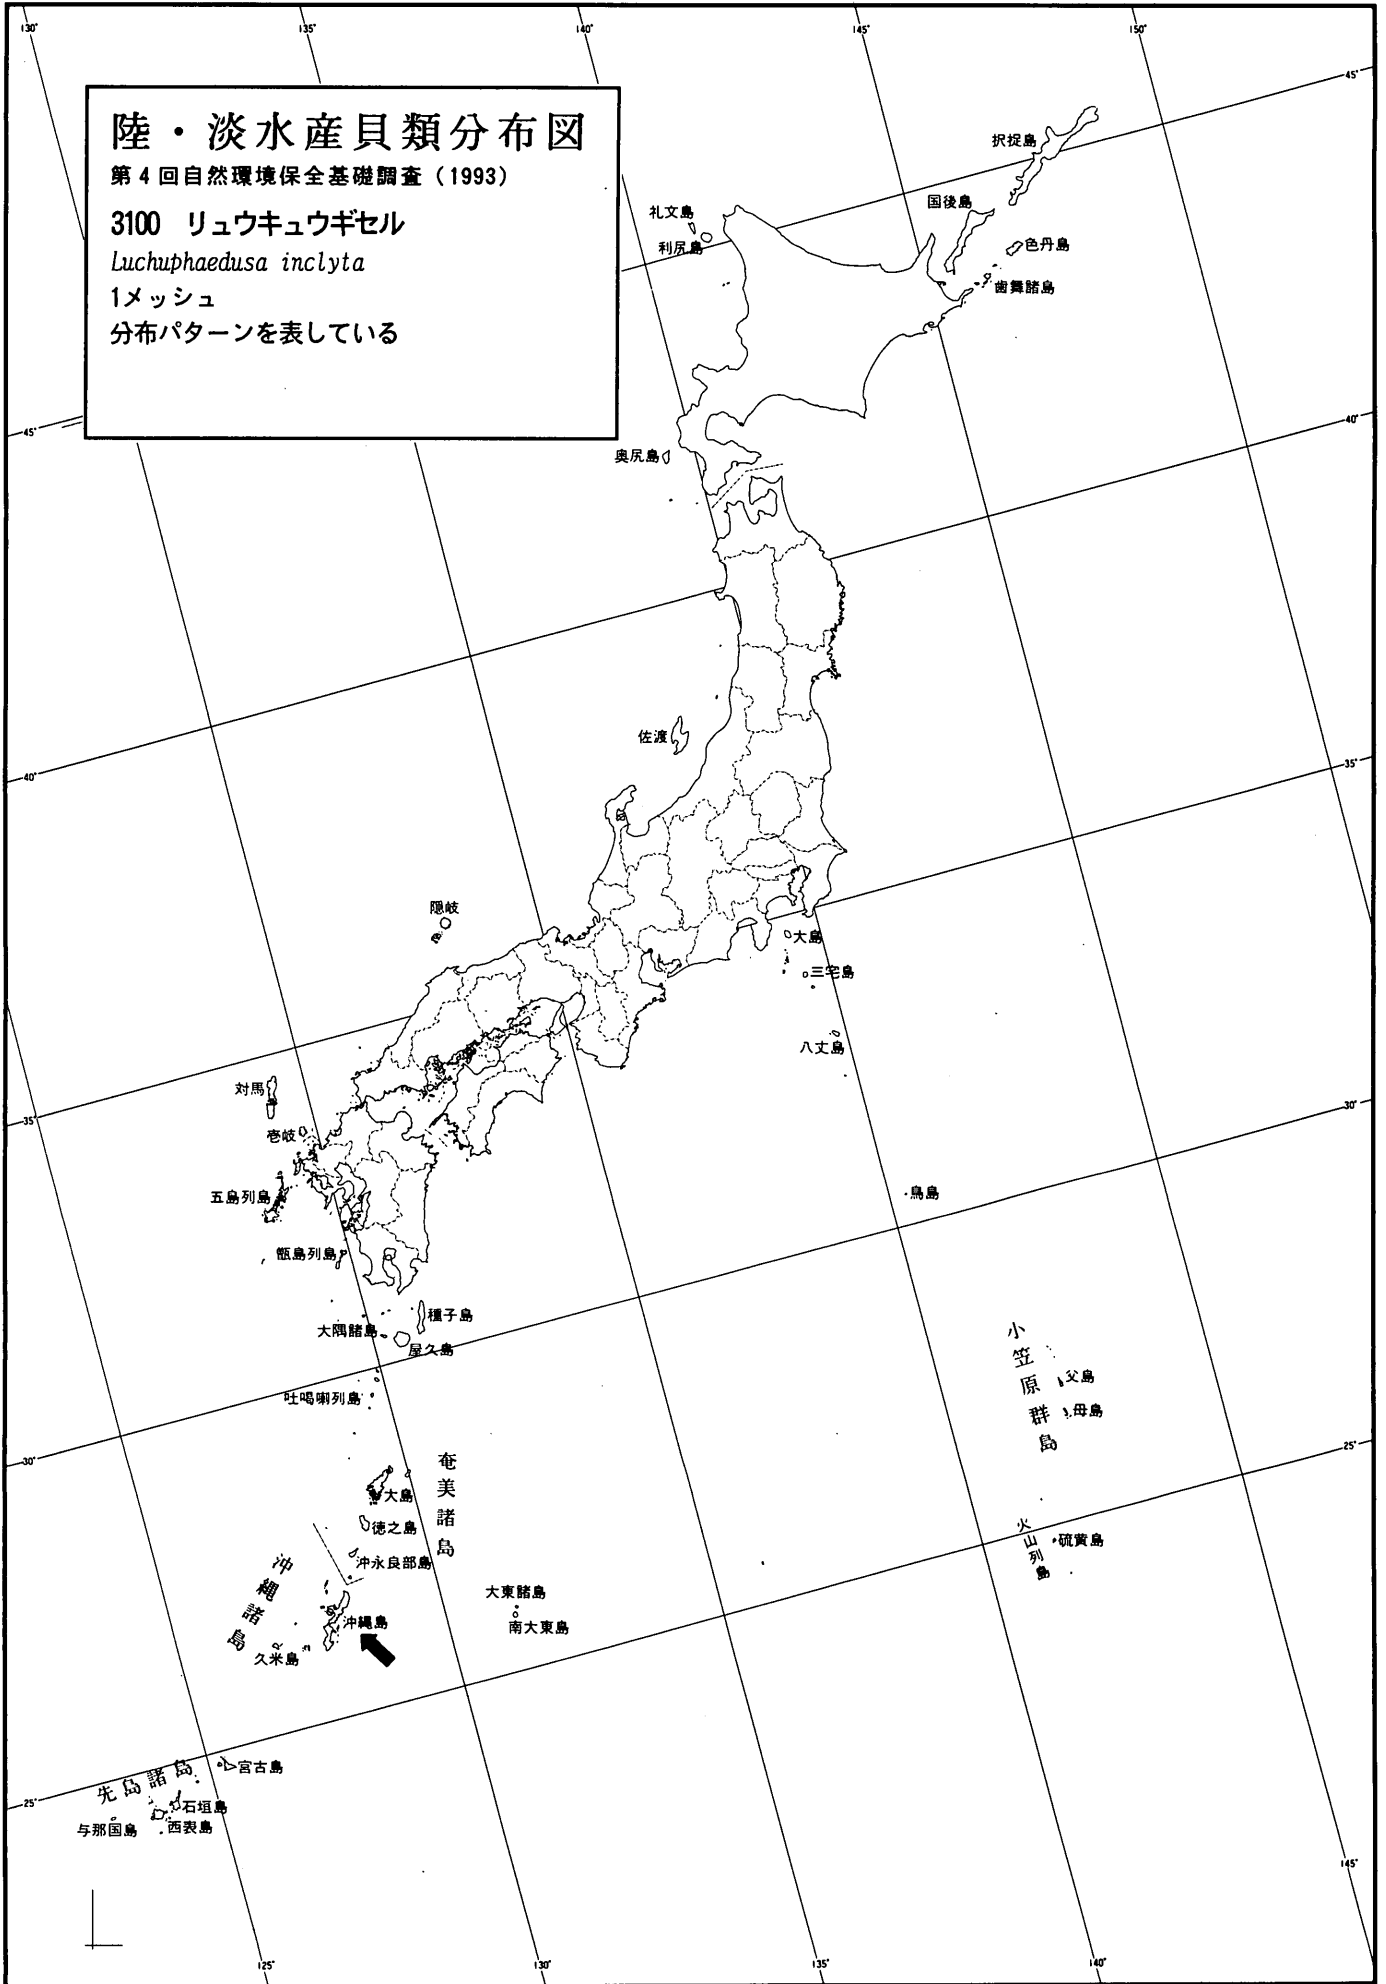 130°
135°
140°
145°
150°
陸・淡水産貝類分布図
第4回自然環境保全基礎調査（1993）
3100 リュウキュウギセル
Luchuphaedusa inclyta
1メッシュ
分布パターンを表している
45°
択捉島
国後島
礼文島
利尻島
色丹島
歯舞諸島
40°
45°
奥尻島
佐渡
35°
40°
隠岐
大島
三宅島
八丈島
対馬
壱岐
35°
30°
五島列島
鳥島
甑島列島
種子島
大隅諸島
屋久島
吐噶喇列島
小笠原群島
父島
母島
25°
30°
奄美諸島
大島
徳之島
沖永良部島
火山列島
硫黄島
沖縄諸島
沖縄島
久米島
大東諸島
南大東島
先島諸島
宮古島
石垣島
西表島
与那国島
25°
145°
125°
130°
135°
140°